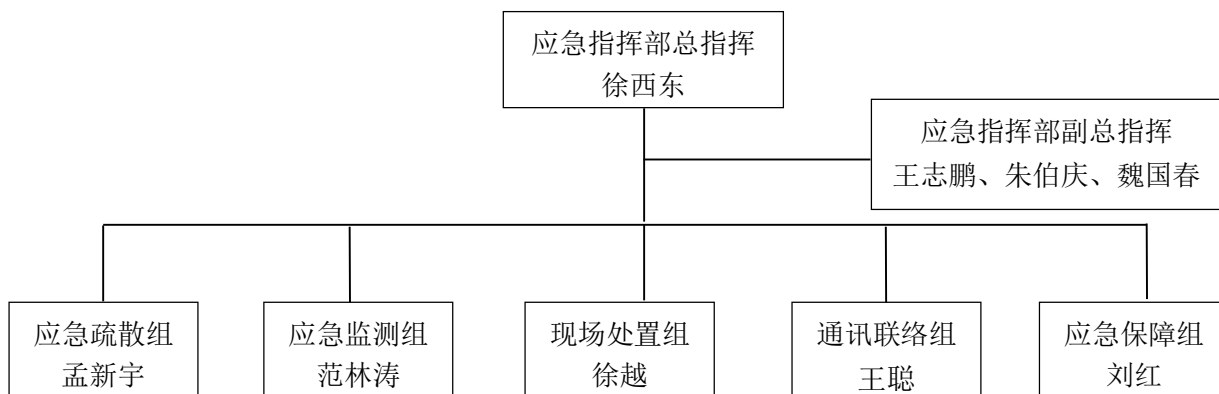 应急指挥部总指挥
徐西东
应急指挥部副总指挥
王志鹏、朱伯庆、魏国春
应急疏散组
孟新宇
应急监测组
范林涛
现场处置组
徐越
通讯联络组
王聪
应急保障组
刘红